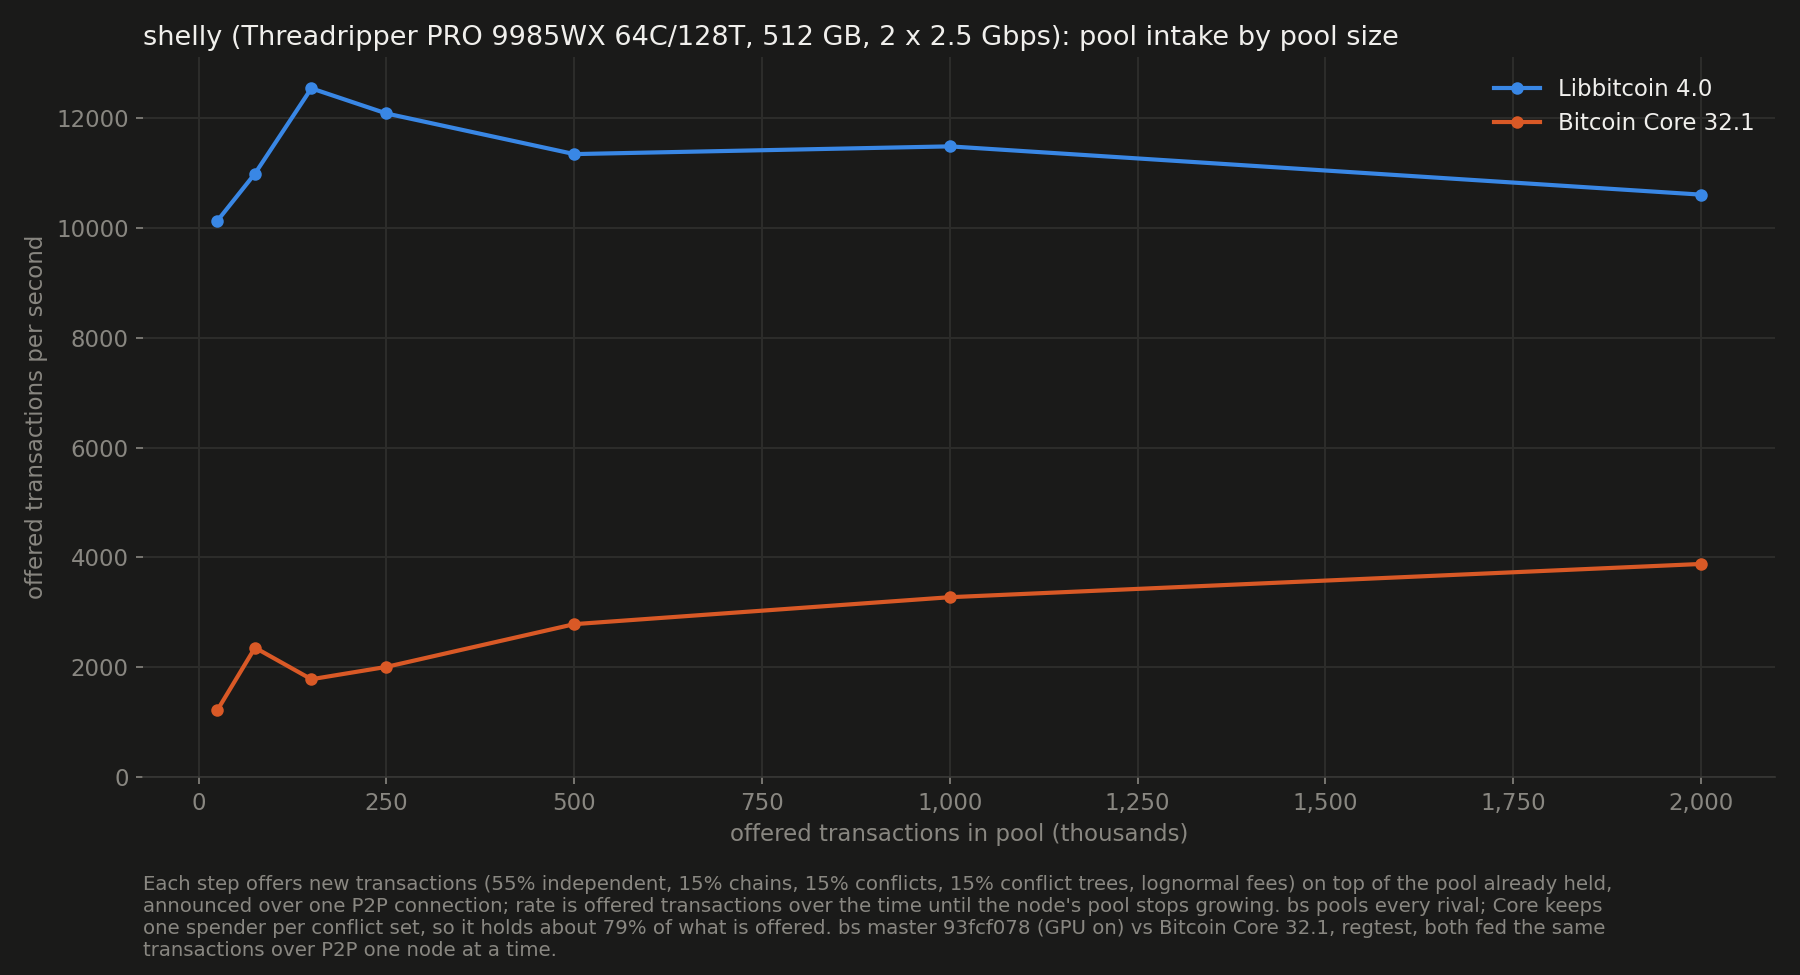 shelly (Threadripper PRO 9985WX 64C/128T, 512 GB, 2 x 2.5 Gbps): pool intake by pool size
Libbitcoin 4.0
Bitcoin Core 32.1
offered transactions per second
12000
10000
8000
6000
4000
2000
0
0
250
500
750
1,000
1,250
1,500
1,750
2,000
offered transactions in pool (thousands)
Each step offers new transactions (55% independent, 15% chains, 15% conflicts, 15% conflict trees, lognormal fees) on top of the pool already held,
announced over one P2P connection; rate is offered transactions over the time until the node's pool stops growing. bs pools every rival; Core keeps
one spender per conflict set, so it holds about 79% of what is offered. bs master 93fcf078 (GPU on) vs Bitcoin Core 32.1, regtest, both fed the same
transactions over P2P one node at a time.